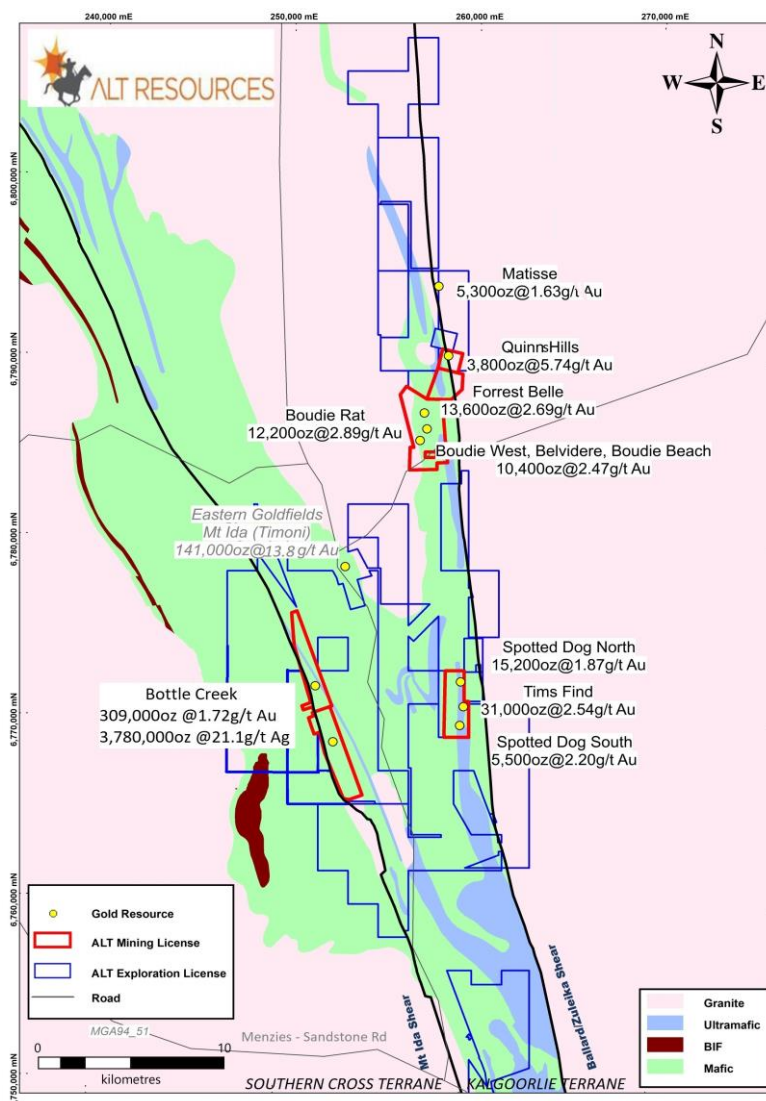 240,000 mE
250,000 mE
260,000 mE
270,000 mE
ALT RESOURCES
N
W E
S
6,800,000 mN
6,790,000 mN
6,780,000 mN
6,770,000 mN
6,760,000 mN
6,750,000 mN
Matisse
5,300oz@1.63g/t Au
QuinnsHills
3,800oz@5.74g/t Au
Forrest Belle
13,600oz@2.69g/t Au
Boudie Rat
12,200oz@2.89g/t Au
Boudie West, Belvidere, Boudie Beach
10,400oz@2.47g/t Au
Eastern Goldfields
Mt Ida (Timoni)
141,000oz@13.8g/t Au
Spotted Dog North
15,200oz@1.87g/t Au
Tims Find
31,000oz@2.54g/t Au
Spotted Dog South
5,500oz@2.20g/t Au
Bottle Creek
309,000oz @1.72g/t Au
3,780,000oz @21.1g/t Ag
Gold Resource
ALT Mining License
ALT Exploration License
Road
MGA94_51
0 10
kilometres
Menzies - Sandstone Rd
Mt Ida Shear
Ballard/Zuleika Shear
SOUTHERN CROSS TERRANE
KALGOORLIE TERRANE
Granite
Ultramafic
BIF
Mafic